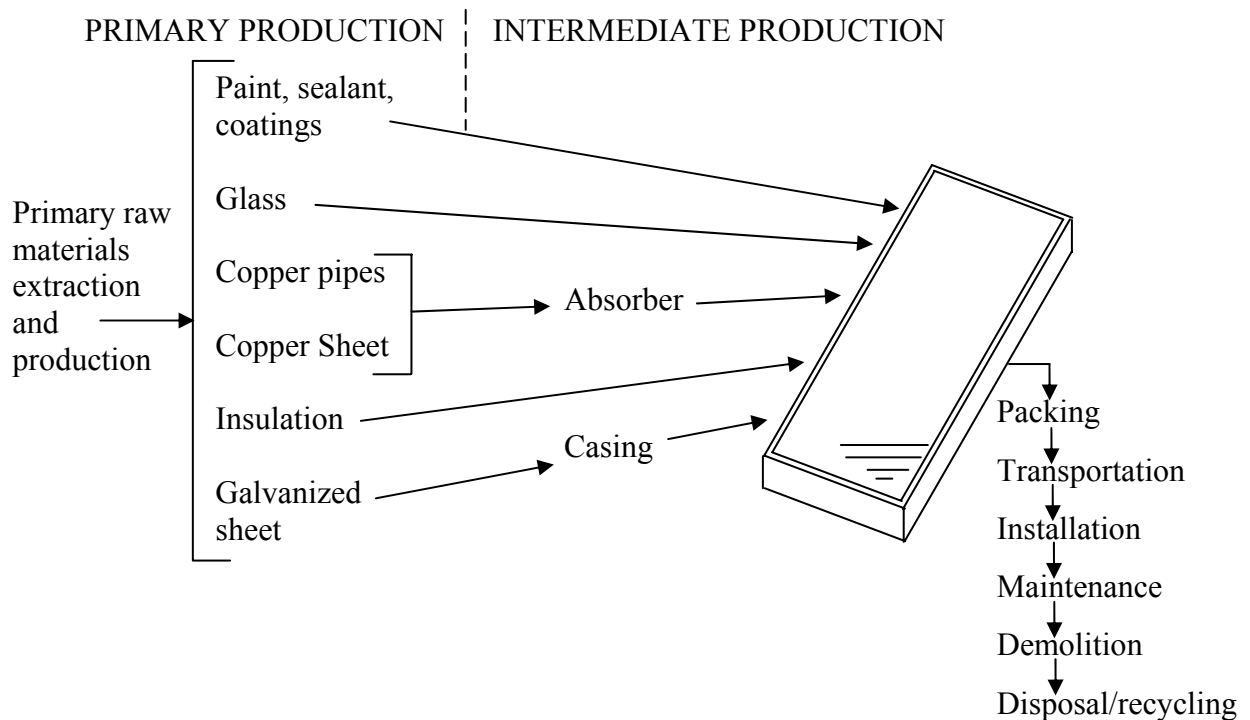 PRIMARY PRODUCTION
INTERMEDIATE PRODUCTION
Paint, sealant,
coatings
Glass
Primary raw
materials
extraction
and
production
Copper pipes
Copper Sheet
Absorber
Insulation
Casing
Galvanized
sheet
Packing
Transportation
Installation
Maintenance
Demolition
Disposal/recycling